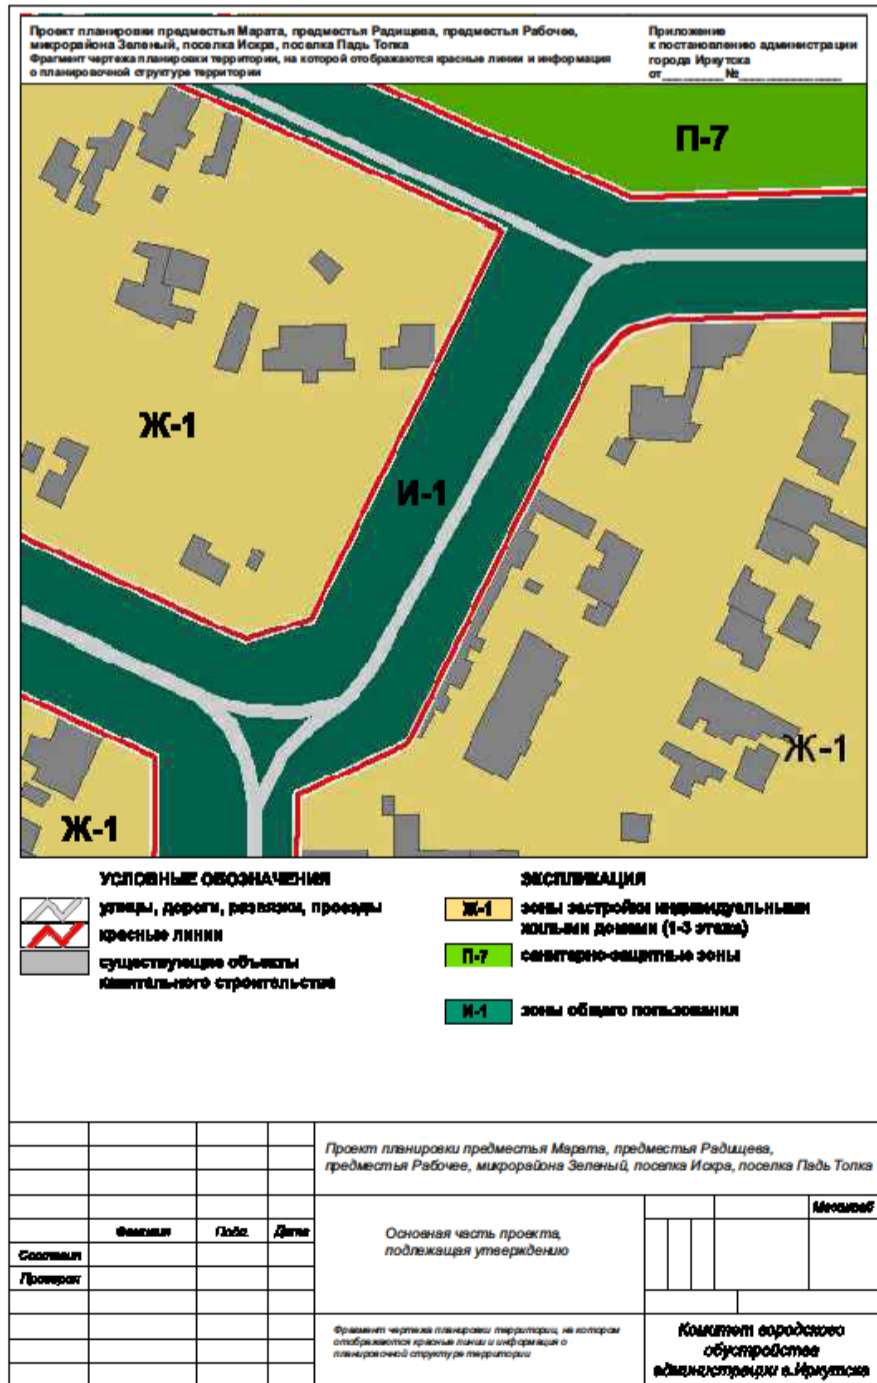 Проект планировки предместья Марата, предместья Радищева, предместья Рабочее,
микрорайона Зеленый, поселка Искра, поселка Падь Топка
Фрагмент чертежа планировки территории, на которой отображаются красные линии и информация
о планировочной структуре территории
Приложение
к постановлению администрации
города Иркутска
от__________ №_______________
П-7
Ж-1
И-1
Ж-1
Ж-1
УСЛОВНЫЕ ОБОЗНАЧЕНИЯ
улицы, дороги, развязки, проезды
красные линии
существующие объекты
капитального строительства
ЭКСПЛИКАЦИЯ
Ж-1 зоны застройки индивидуальными
жилыми домами (1-3 этажа)
П-7 санитарно-защитные зоны
И-1 зоны общего пользования
Проект планировки предместья Марата, предместья Радищева,
предместья Рабочее, микрорайона Зеленый, поселка Искра, поселка Падь Топка
Масштаб
Фамилия Подп. Дата
Основная часть проекта,
подлежащая утверждению
Составил
Проверил
Фрагмент чертежа планировки территории, на котором
отображаются красные линии и информация о
планировочной структуре территории
Комитет городского
обустройства
администрации г.Иркутска